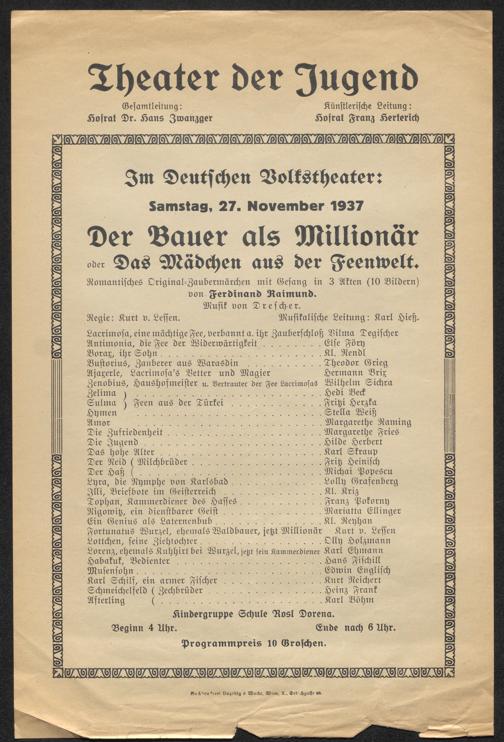 Theater der Jugend
Gesamtleitung: Künstlerische Leitung:
Hofrat Dr. Hans Zwanzger Hofrat Franz Herterich
Im Deutschen Volkstheater:
Samstag, 27. November 1937
Der Bauer als Millionär
oder Das Mädchen aus der Feenwelt.
Romantisches Original-Zaubermärchen mit Gesang in 3 Akten (10 Bildern)
von Ferdinand Raimund.
Musik von Drescher.
Regie: Kurt v. Lessen. Musikalische Leitung: Karl Hieß.
Lacrimosa, eine mächtige Fee, verbannt a. ihr Zauberschloß Vilma Degischer
Antimonia, die Fee der Widerwärtigkeit Else Föry
Borax, ihr Sohn Kl. Nendl
Bustorius, Zauberer aus Warasdin Theodor Grieg
Ajaxerle, Lacrimosa's Vetter und Magier Hermann Brix
Zenobius, Haushofmeister u. Vertrauter der Fee Lacrimosas Wilhelm Sichra
Zelima } Hedi Beck
Sulma } Feen aus der Türkei Fritzi Herzka
Hymen Stella Weiß
Amor Margarethe Raming
Die Zufriedenheit Margarethe Fries
Die Jugend Hilde Herbert
Das hohe Alter Karl Skraup
Der Neid ( Milchbrüder Fritz Heinisch
Der Haß ( Michai Popescu
Lyra, die Nymphe von Karlsbad Lolly Grafenberg
Illi, Briefbote im Geisterreich Kl. Kriz
Tophan, Kammerdiener des Hasses Franz Pokorny
Nigowitz, ein dienstbarer Geist Mariatta Ellinger
Ein Genius als Laternenbub Kl. Reyhan
Fortunatus Wurzel, ehemals Waldbauer, jetzt Millionär Kurt v. Lessen
Lottchen, seine Ziehtochter Olly Holzmann
Lorenz, ehemals Kuhhirt bei Wurzel, jetzt sein Kammerdiener Karl Ehmann
Habakuk, Bedienter Hans Fischill
Musensohn Edwin Englisch
Karl Schilf, ein armer Fischer Kurt Reichert
Schmeichelfeld ( Zechbrüder Heinz Frank
Afterling ( Karl Böhm
Kindergruppe Schule Rosl Dorena.
Beginn 4 Uhr. Ende nach 6 Uhr.
Programmpreis 10 Groschen.